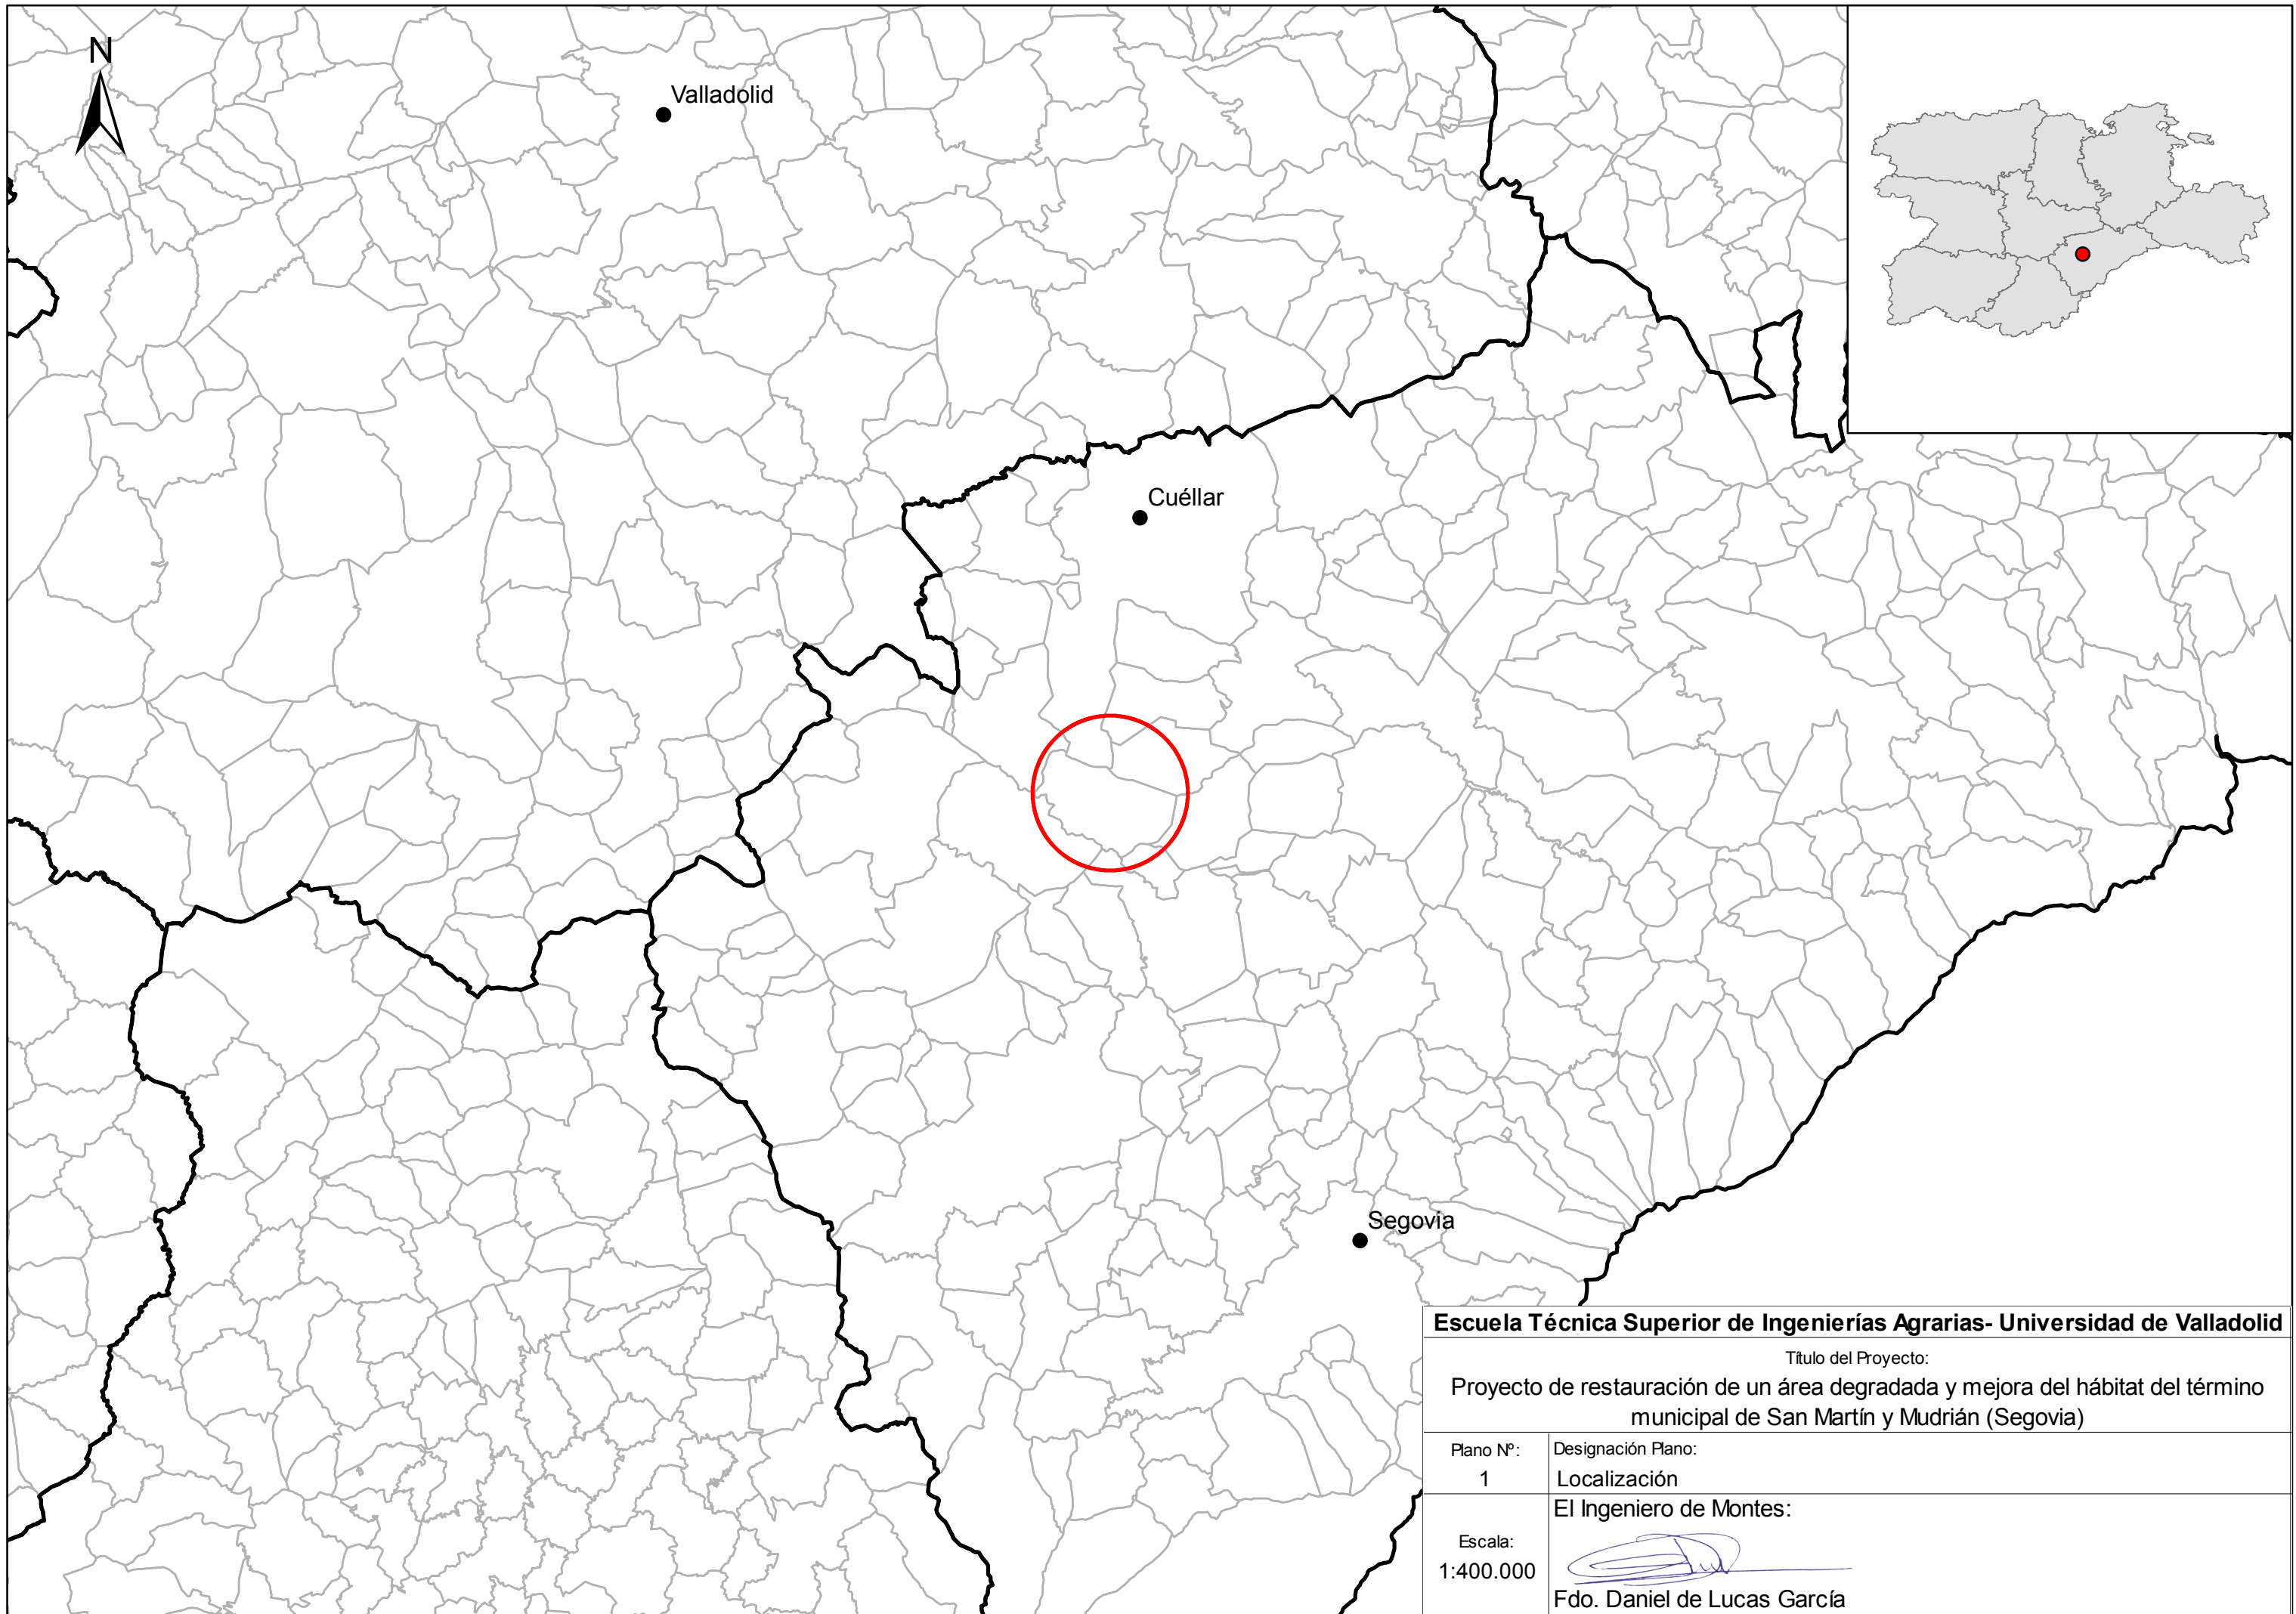 N
Valladolid
Cuéllar
Segovia
Escuela Técnica Superior de Ingenierías Agrarias- Universidad de Valladolid
Título del Proyecto:
Proyecto de restauración de un área degradada y mejora del hábitat del término
municipal de San Martín y Mudrián (Segovia)
Plano Nº:
1
Designación Plano:
Localización
Escala:
1:400.000
El Ingeniero de Montes:
Fdo. Daniel de Lucas García